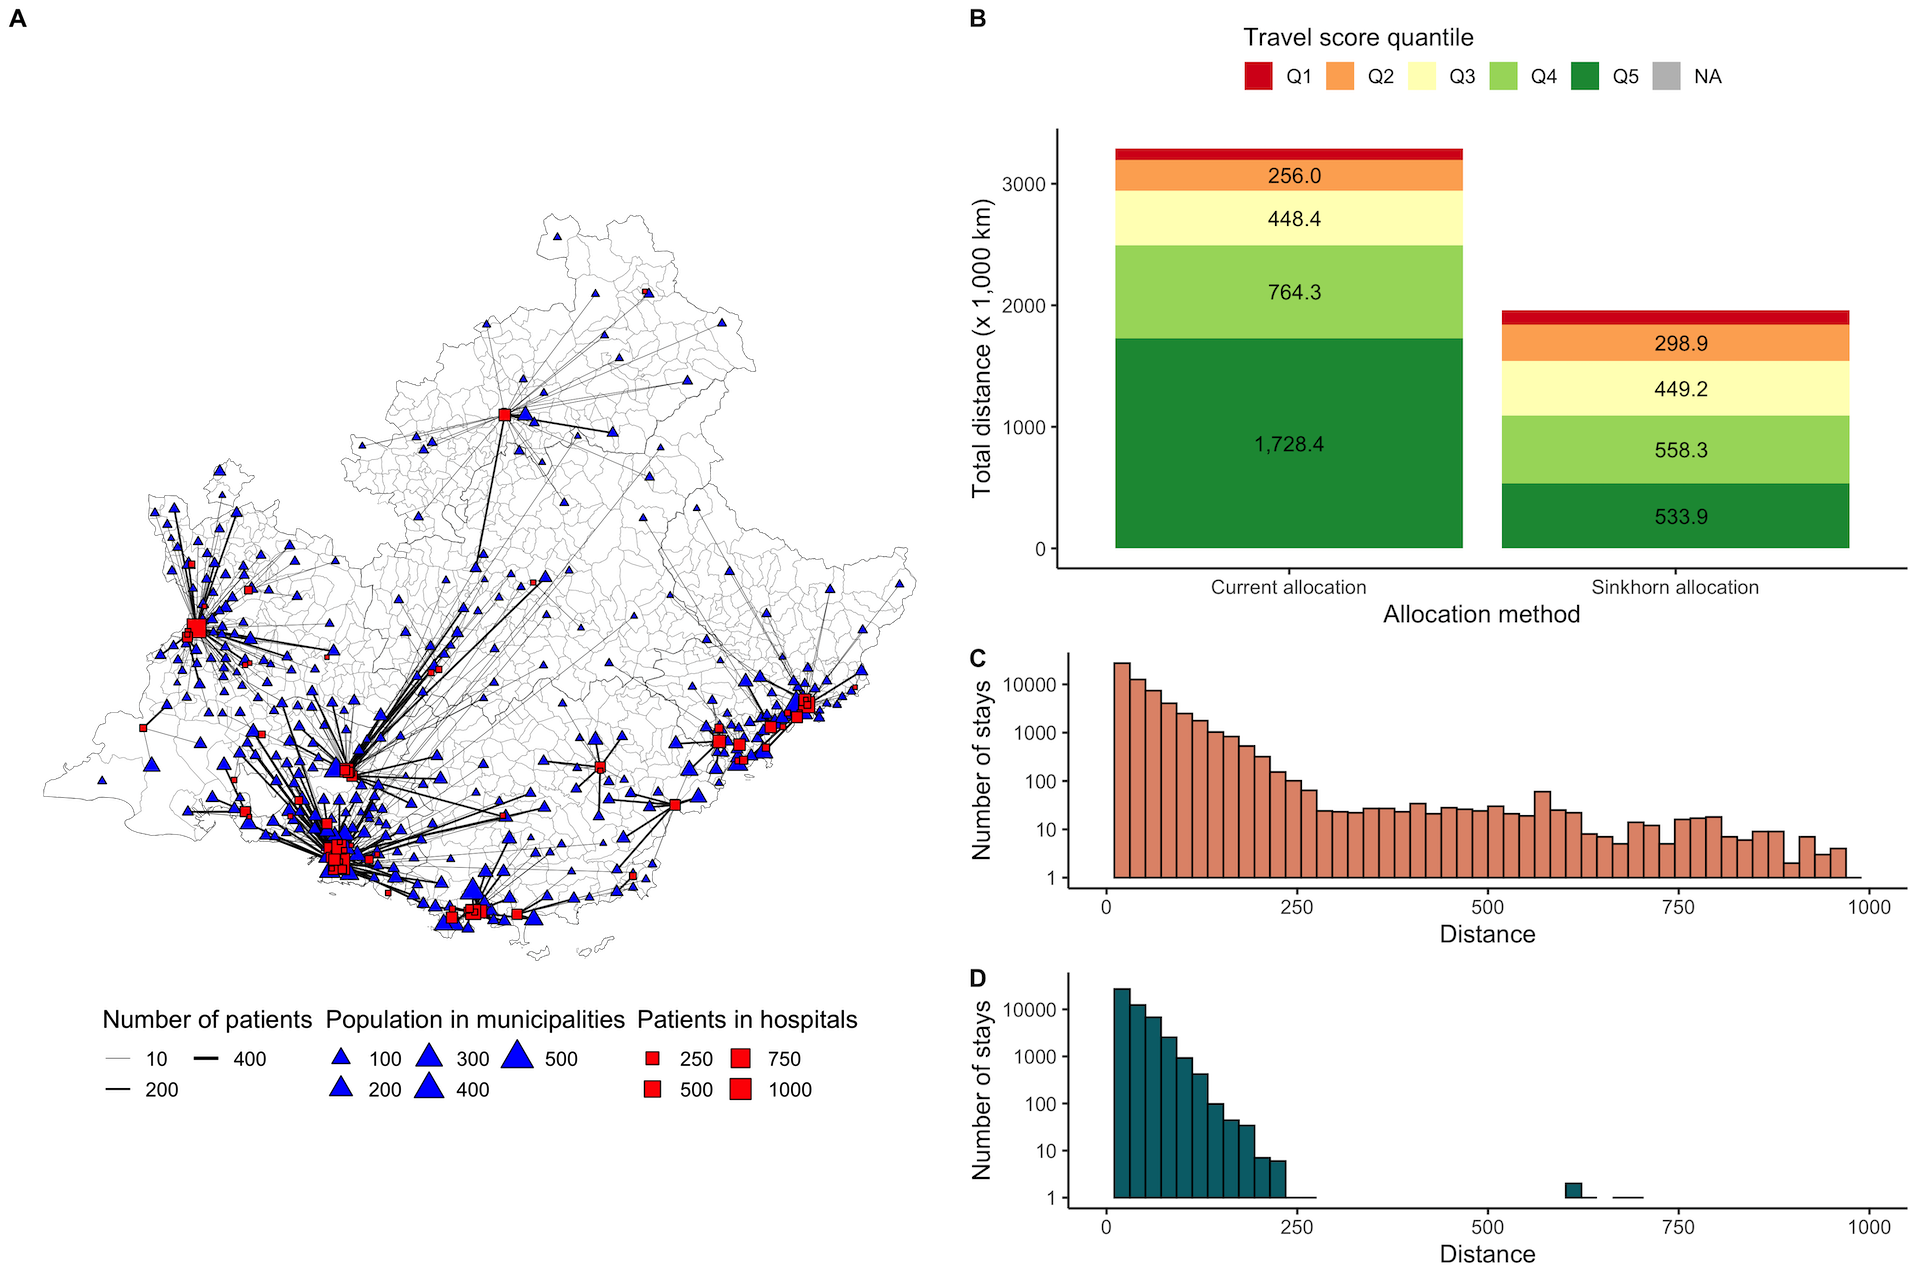 A
Number of patients
10 400
200
Population in municipalities
100 300 500
200 400
Patients in hospitals
250 750
500 1000
B
Travel score quantile
Q1 Q2 Q3 Q4 Q5 NA
Total distance (x 1,000 km)
3000
2000
1000
0
256.0
448.4
764.3
1,728.4
298.9
449.2
558.3
533.9
Current allocation Sinkhorn allocation
Allocation method
C
Number of stays
10000
1000
100
10
1
0 250 500 750 1000
Distance
D
Number of stays
10000
1000
100
10
1
0 250 500 750 1000
Distance